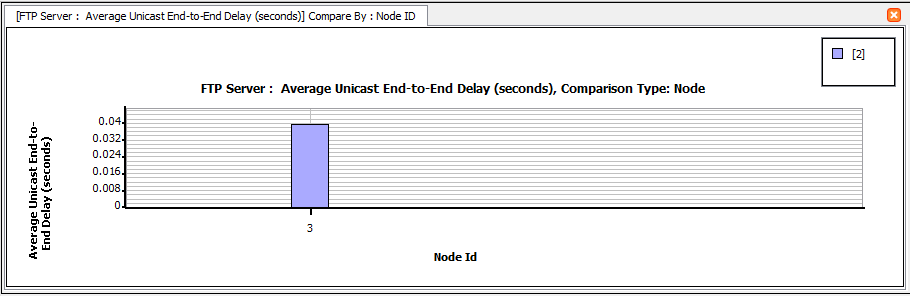 [FTP Server :  Average Unicast End-to-End Delay (seconds)] Compare By : Node ID
[2]
FTP Server :  Average Unicast End-to-End Delay (seconds), Comparison Type: Node
Average Unicast End-to-
End Delay (seconds)
0.04
0.032
0.024
0.016
0.008
0
3
Node Id